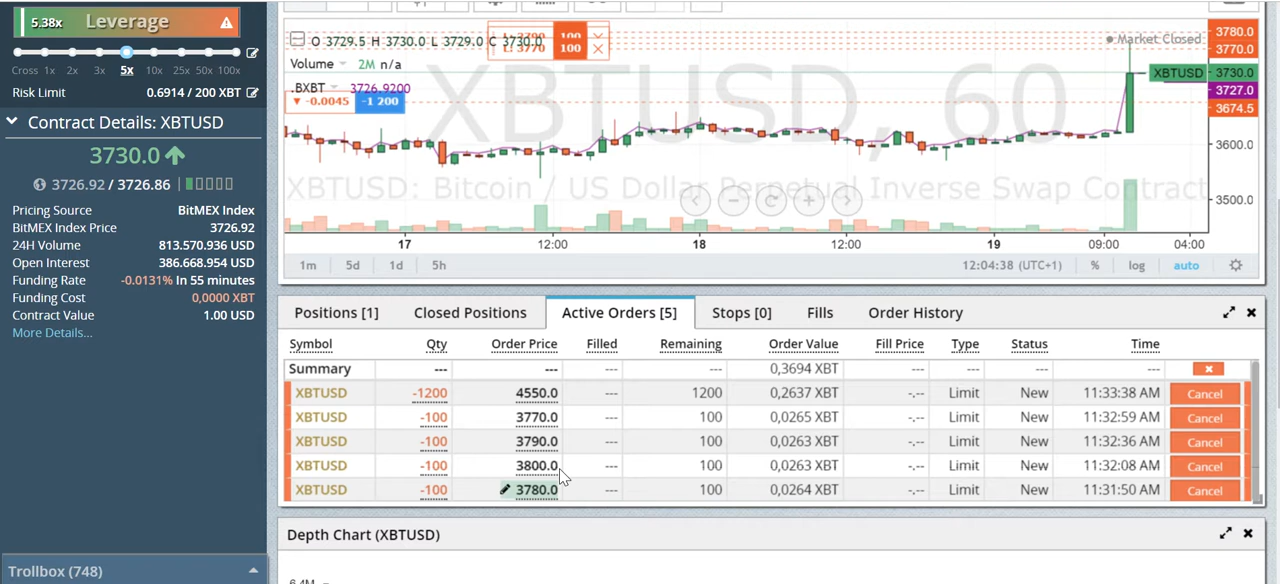 5.38x Leverage
Cross 1x 2x 3x 5x 10x 25x 50x 100x
Risk Limit 0.6914 / 200 XBT
Contract Details: XBTUSD
3730.0
3726.92 / 3726.86
Pricing Source BitMEX Index
BitMEX Index Price 3726.92
24H Volume 813.570.936 USD
Open Interest 386.668.954 USD
Funding Rate -0.0131% In 55 minutes
Funding Cost 0,0000 XBT
Contract Value 1.00 USD
More Details...
Trollbox (748)
O 3729.5 H 3730.0 L 3729.0 C 3730.0
100
L: 3770 100
Volume 2M n/a
.BXBT 3726.9200
-0.0045 -1 200
XBTUSD, 60
XBTUSD: Bitcoin / US Dollar Perpetual Inverse Swap Contract
Market Closed
3780.0
3770.0
XBTUSD 3730.0
3727.0
3674.5
3600.0
3500.0
17 12:00 18 12:00 19 09:00 04:00
1m 5d 1d 5h 12:04:38 (UTC+1) % log auto
Positions [1] Closed Positions Active Orders [5] Stops [0] Fills Order History
Symbol Qty Order Price Filled Remaining Order Value Fill Price Type Status Time
Summary --- --- --- --- 0,3694 XBT --- --- --- ---
XBTUSD -1200 4550.0 --- 1200 0,2637 XBT -.-- Limit New 11:33:38 AM Cancel
XBTUSD -100 3770.0 --- 100 0,0265 XBT -.-- Limit New 11:32:59 AM Cancel
XBTUSD -100 3790.0 --- 100 0,0263 XBT -.-- Limit New 11:32:36 AM Cancel
XBTUSD -100 3800.0 --- 100 0,0263 XBT -.-- Limit New 11:32:08 AM Cancel
XBTUSD -100 3780.0 --- 100 0,0264 XBT -.-- Limit New 11:31:50 AM Cancel
Depth Chart (XBTUSD)